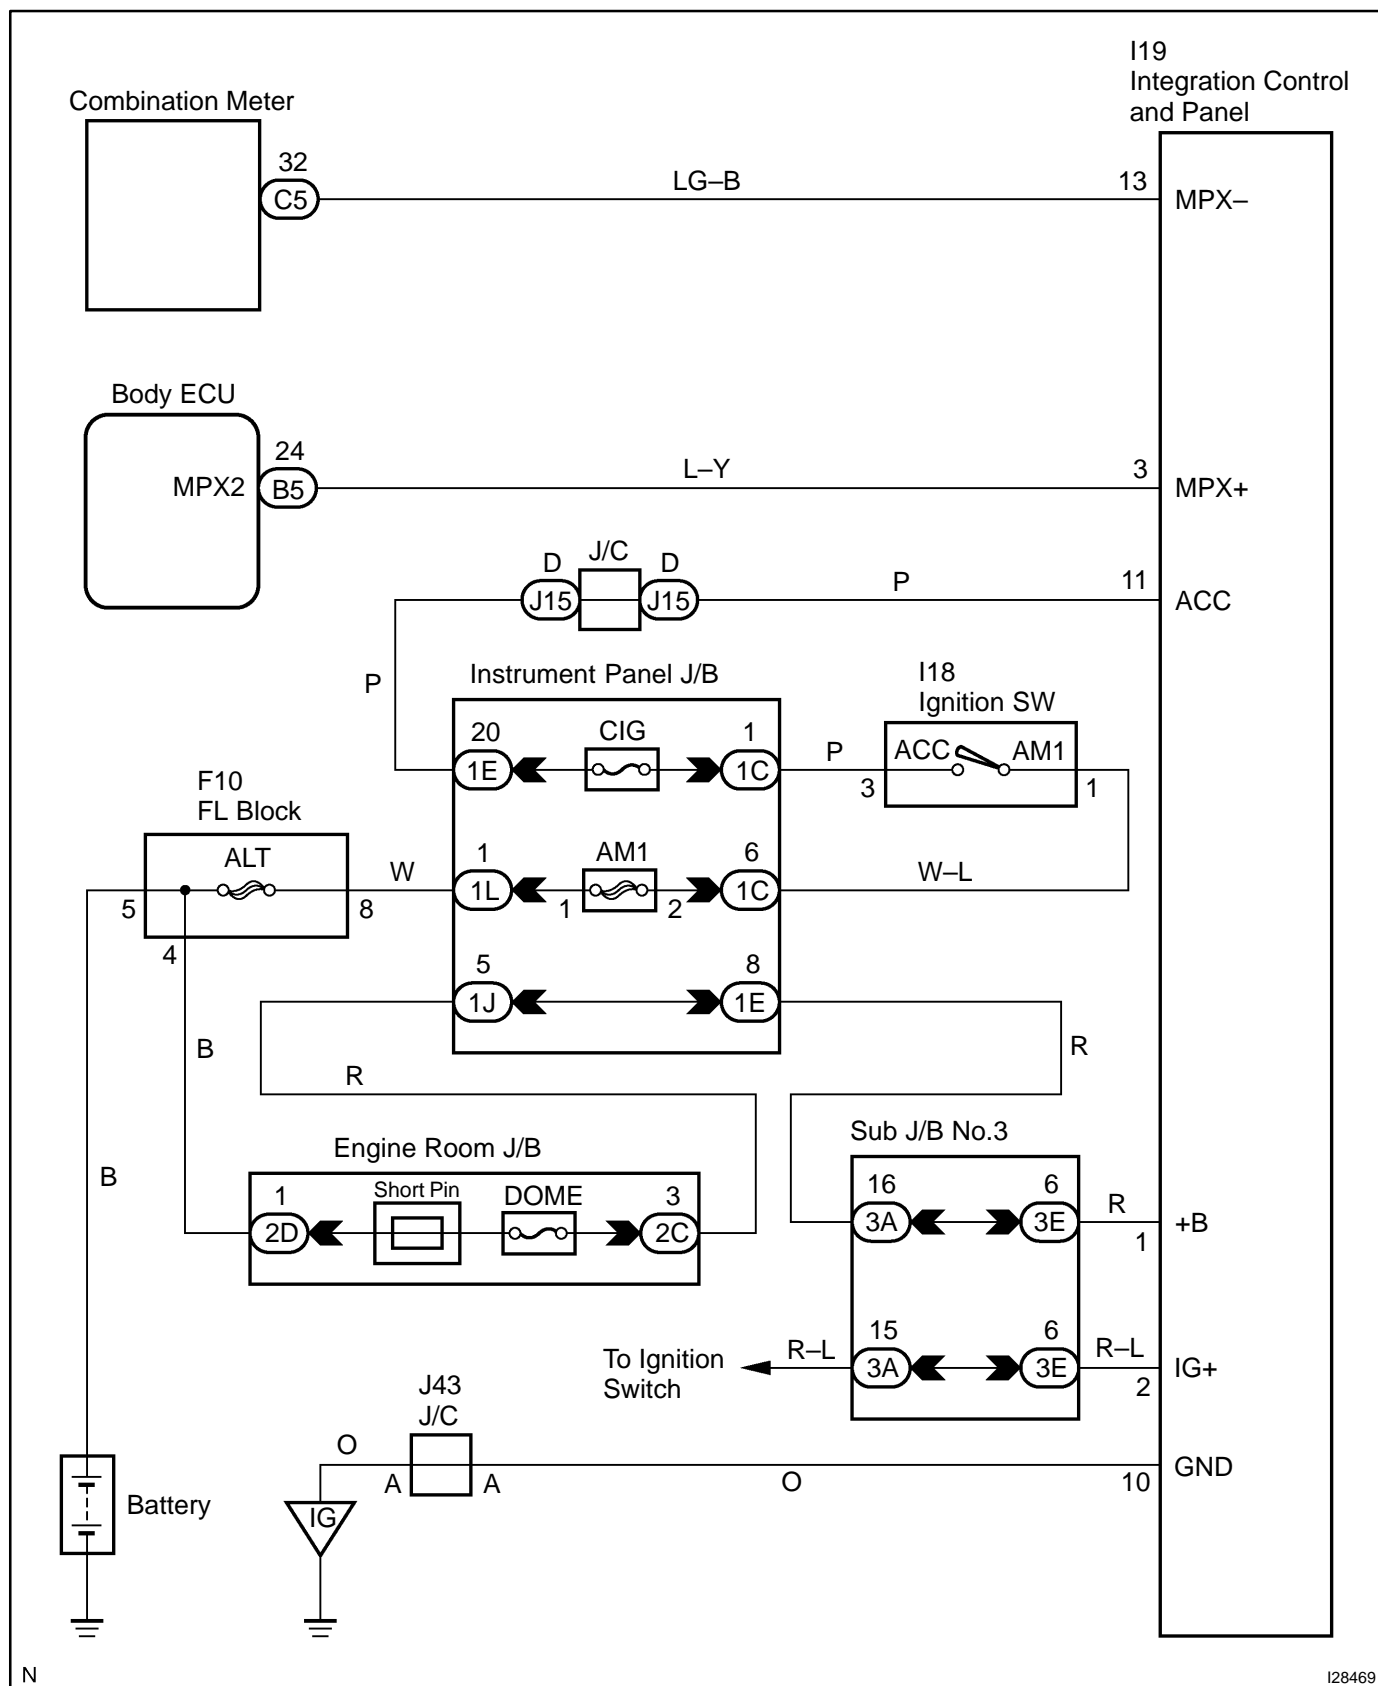 I19
Integration Control
and Panel
Combination Meter
32
C5
LG–B
13
MPX–
Body ECU
24
MPX2
B5
L–Y
3
MPX+
D
J/C
D
J15
J15
P
11
ACC
P
Instrument Panel J/B
I18
Ignition SW
20
CIG
1
1E
1C
P
ACC
AM1
3
1
F10
FL Block
ALT
W
1
AM1
6
1L
1C
W–L
5
8
1
2
4
5
8
1J
1E
B
R
R
Engine Room J/B
Sub J/B No.3
B
1
Short Pin
DOME
3
2D
2C
16
6
3A
3E
R
+B
1
15
6
To Ignition
Switch
R–L
3A
3E
R–L
IG+
2
J43
J/C
O
A
A
O
10
GND
IG
Battery
N
I28469